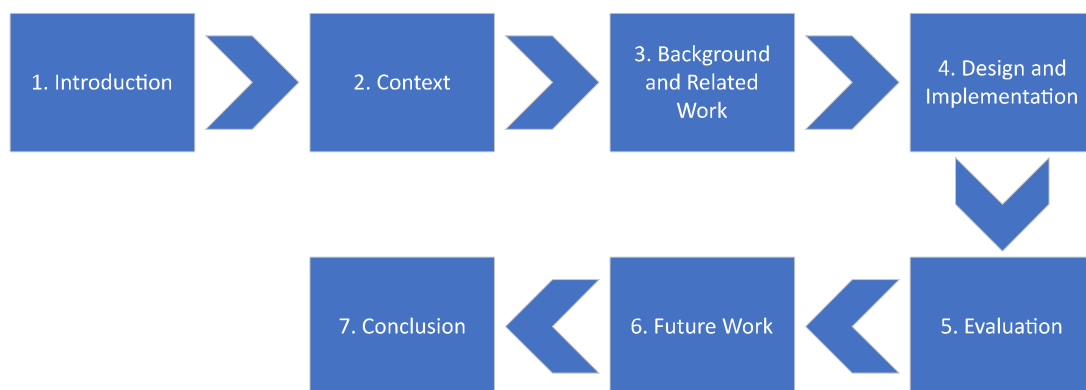 1. Introduction
2. Context
3. Background
and Related
Work
4. Design and
Implementation
5. Evaluation
6. Future Work
7. Conclusion